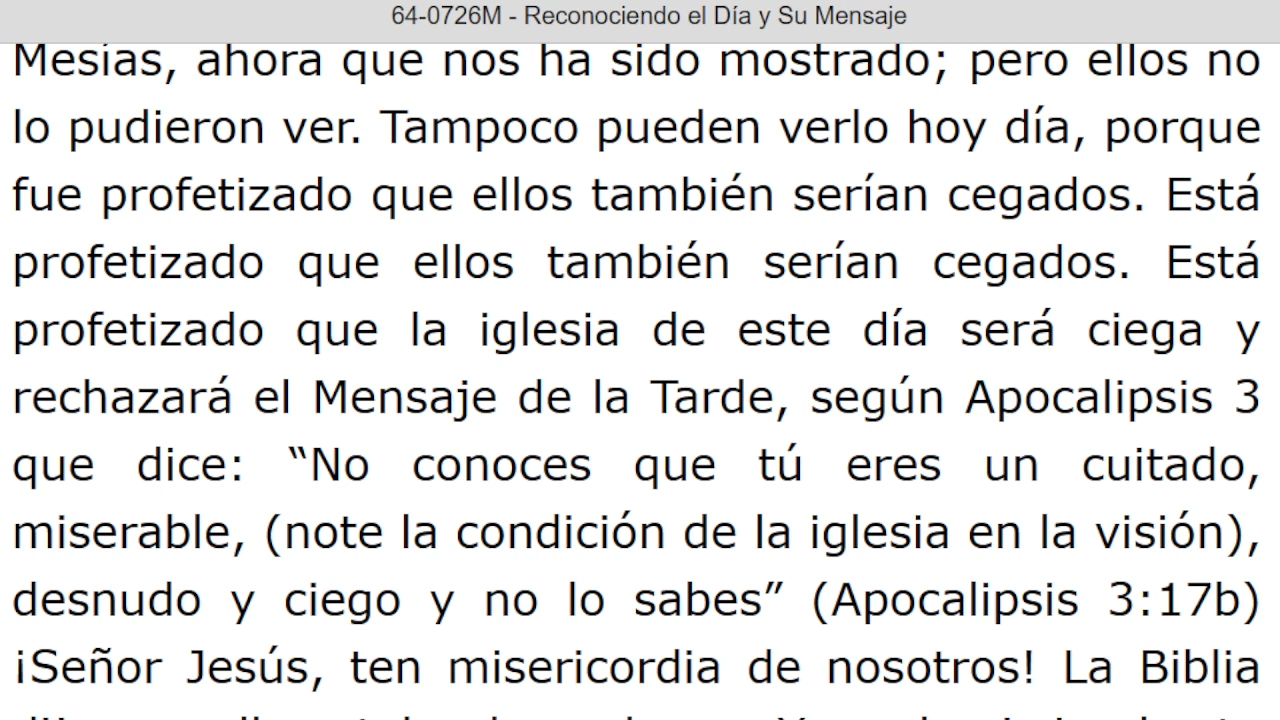 64-0726M - Reconociendo el Día y Su Mensaje
Mesías, ahora que nos ha sido mostrado; pero ellos no
lo pudieron ver. Tampoco pueden verlo hoy día, porque
fue profetizado que ellos también serían cegados. Está
profetizado que ellos también serían cegados. Está
profetizado que la iglesia de este día será ciega y
rechazará el Mensaje de la Tarde, según Apocalipsis 3
que dice: “No conoces que tú eres un cuitado,
miserable, (note la condición de la iglesia en la visión),
desnudo y ciego y no lo sabes” (Apocalipsis 3:17b)
¡Señor Jesús, ten misericordia de nosotros! La Biblia